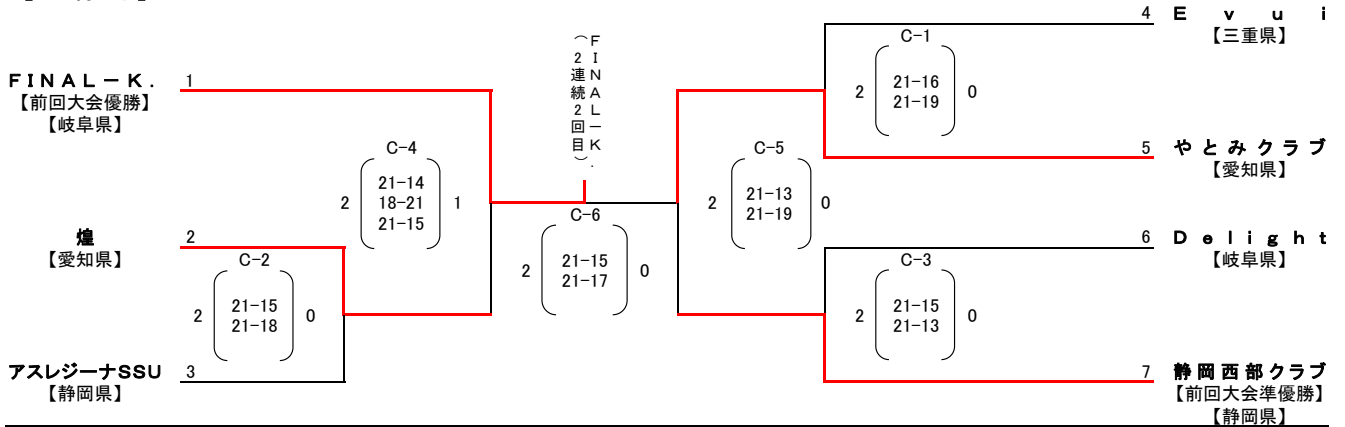 4 Ｅｖｕｉ
【三重県】
C-1
2 21-16 0
21-19
5 やとみクラブ
【愛知県】
FINAL－K.
(2連続2回目)
1 ＦＩＮＡＬ－Ｋ．
【前回大会優勝】
【岐阜県】
C-4
2 21-14 1
18-21
21-15
C-5
2 21-13 0
21-19
C-6
2 21-15 0
21-17
2 煌
【愛知県】
C-2
2 21-15 0
21-18
3 アスレジーナSSU
【静岡県】
6 Ｄｅｌｉｇｈｔ
【岐阜県】
C-3
2 21-15 0
21-13
7 静岡西部クラブ
【前回大会準優勝】
【静岡県】